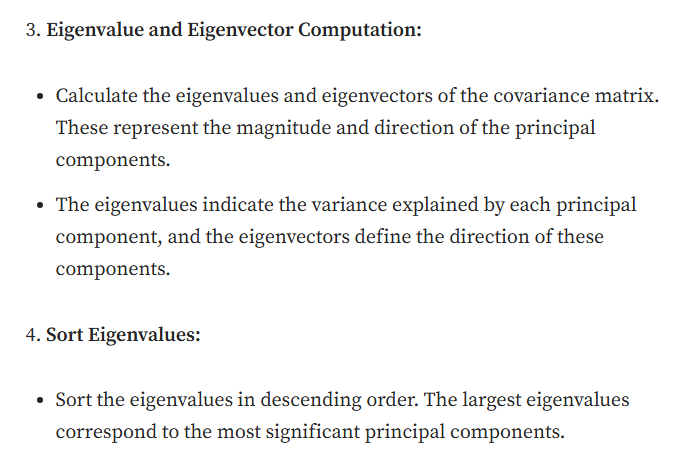 3. Eigenvalue and Eigenvector Computation:
• Calculate the eigenvalues and eigenvectors of the covariance matrix.
These represent the magnitude and direction of the principal
components.
• The eigenvalues indicate the variance explained by each principal
component, and the eigenvectors define the direction of these
components.
4. Sort Eigenvalues:
• Sort the eigenvalues in descending order. The largest eigenvalues
correspond to the most significant principal components.